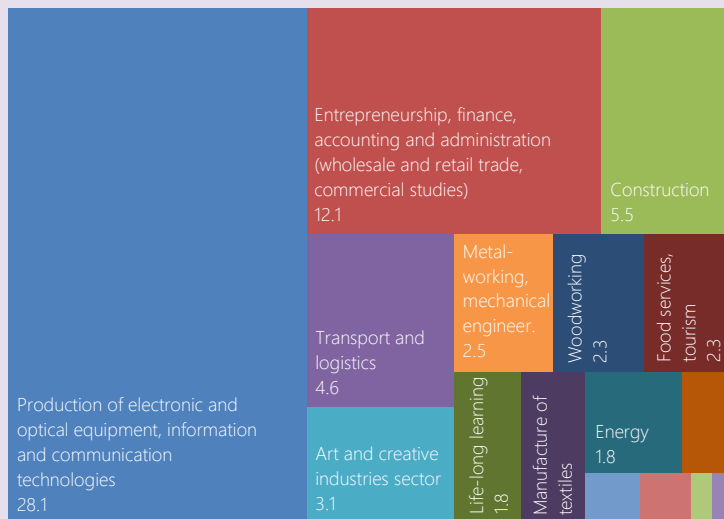 Production of electronic and
optical equipment, information
and communication
technologies
28.1
Entrepreneurship, finance,
accounting and administration
(wholesale and retail trade,
commercial studies)
12.1
Construction
5.5
Transport and
logistics
4.6
Art and creative
industries sector
3.1
Metal-
working,
mechanical
engineer.
2.5
Woodworking
2.3
Food services,
tourism
2.3
Life-long learning
1.8
Manufacture of
textiles
Energy
1.8